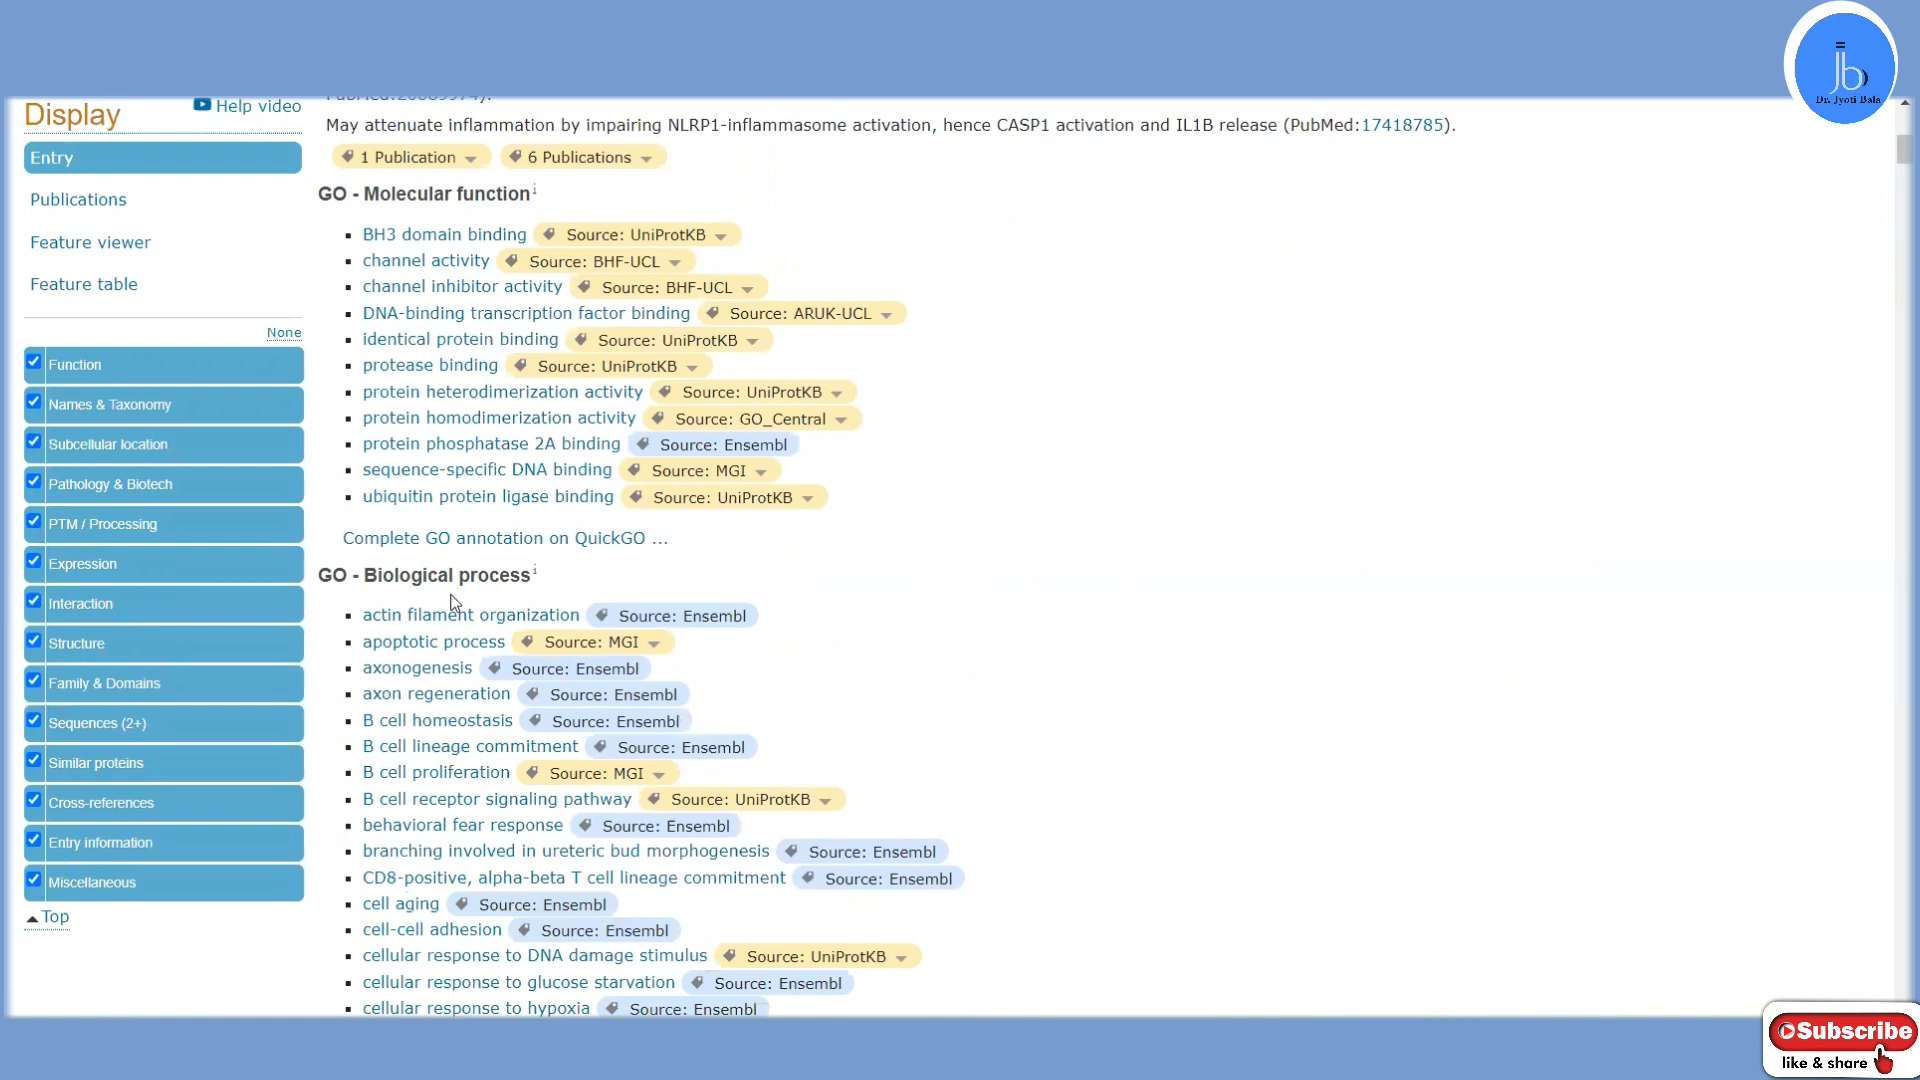 Jb
Dr. Jyoti Bala
Display
Help video
Entry
Publications
Feature viewer
Feature table
None
Function
Names & Taxonomy
Subcellular location
Pathology & Biotech
PTM / Processing
Expression
Interaction
Structure
Family & Domains
Sequences (2+)
Similar proteins
Cross-references
Entry information
Miscellaneous
Top
May attenuate inflammation by impairing NLRP1-inflammasome activation, hence CASP1 activation and IL1B release (PubMed:17418785).
1 Publication 6 Publications
GO - Molecular function i
BH3 domain binding Source: UniProtKB
channel activity Source: BHF-UCL
channel inhibitor activity Source: BHF-UCL
DNA-binding transcription factor binding Source: ARUK-UCL
identical protein binding Source: UniProtKB
protease binding Source: UniProtKB
protein heterodimerization activity Source: UniProtKB
protein homodimerization activity Source: GO_Central
protein phosphatase 2A binding Source: Ensembl
sequence-specific DNA binding Source: MGI
ubiquitin protein ligase binding Source: UniProtKB
Complete GO annotation on QuickGO ...
GO - Biological process i
actin filament organization Source: Ensembl
apoptotic process Source: MGI
axonogenesis Source: Ensembl
axon regeneration Source: Ensembl
B cell homeostasis Source: Ensembl
B cell lineage commitment Source: Ensembl
B cell proliferation Source: MGI
B cell receptor signaling pathway Source: UniProtKB
behavioral fear response Source: Ensembl
branching involved in ureteric bud morphogenesis Source: Ensembl
CD8-positive, alpha-beta T cell lineage commitment Source: Ensembl
cell aging Source: Ensembl
cell-cell adhesion Source: Ensembl
cellular response to DNA damage stimulus Source: UniProtKB
cellular response to glucose starvation Source: Ensembl
cellular response to hypoxia Source: Ensembl
Subscribe
like & share